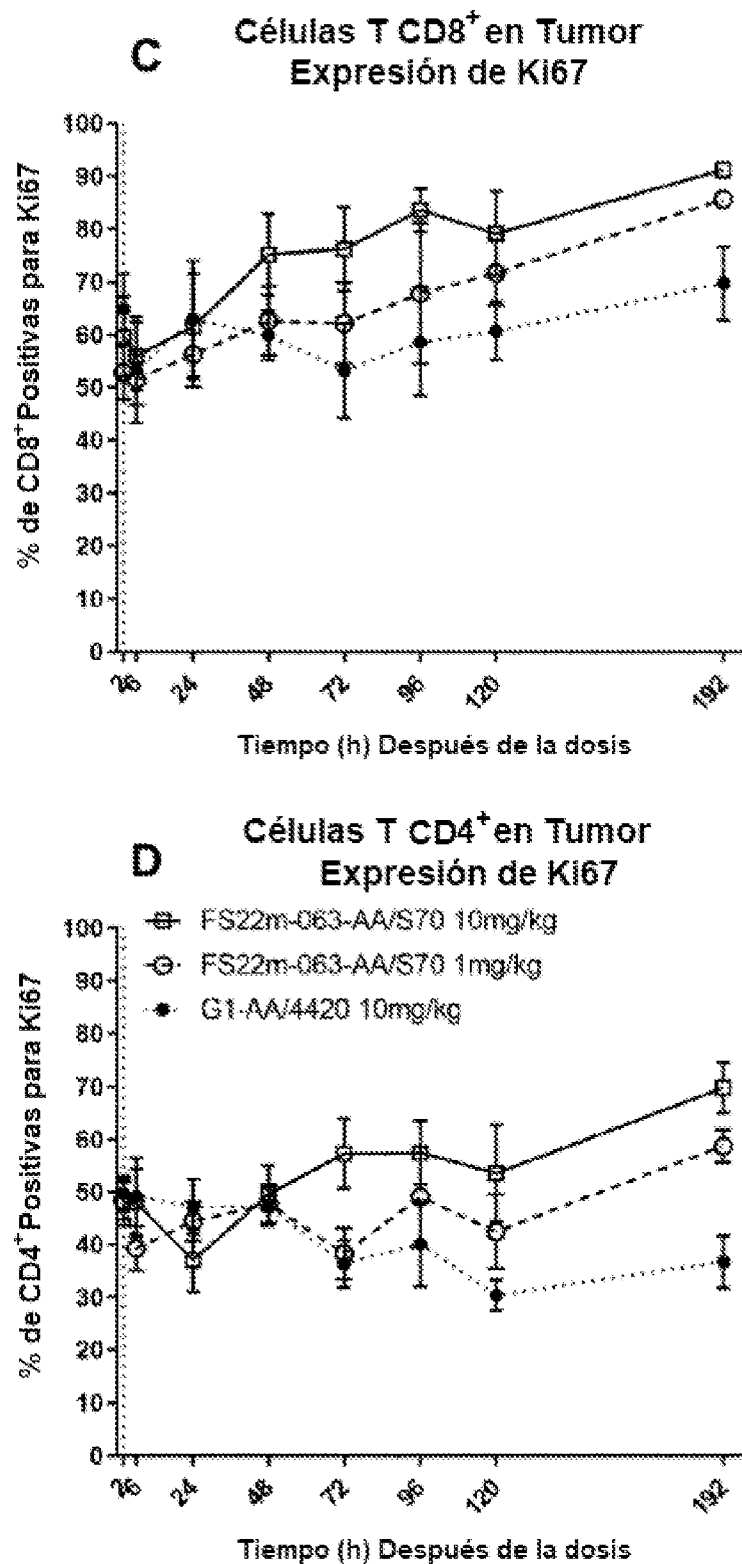 C
Células T CD8⁺ en Tumor
Expresión de Ki67
% de CD8⁺ Positivas para Ki67
100
90
80
70
60
50
40
30
20
10
0
2
6
24
48
72
96
120
192
Tiempo (h) Después de la dosis
D
Células T CD4⁺ en Tumor
Expresión de Ki67
FS22m-063-AA/S70 10mg/kg
FS22m-063-AA/S70 1mg/kg
G1-AA/4420 10mg/kg
% de CD4⁺ Positivas para Ki67
100
90
80
70
60
50
40
30
20
10
0
2
6
24
48
72
96
120
192
Tiempo (h) Después de la dosis